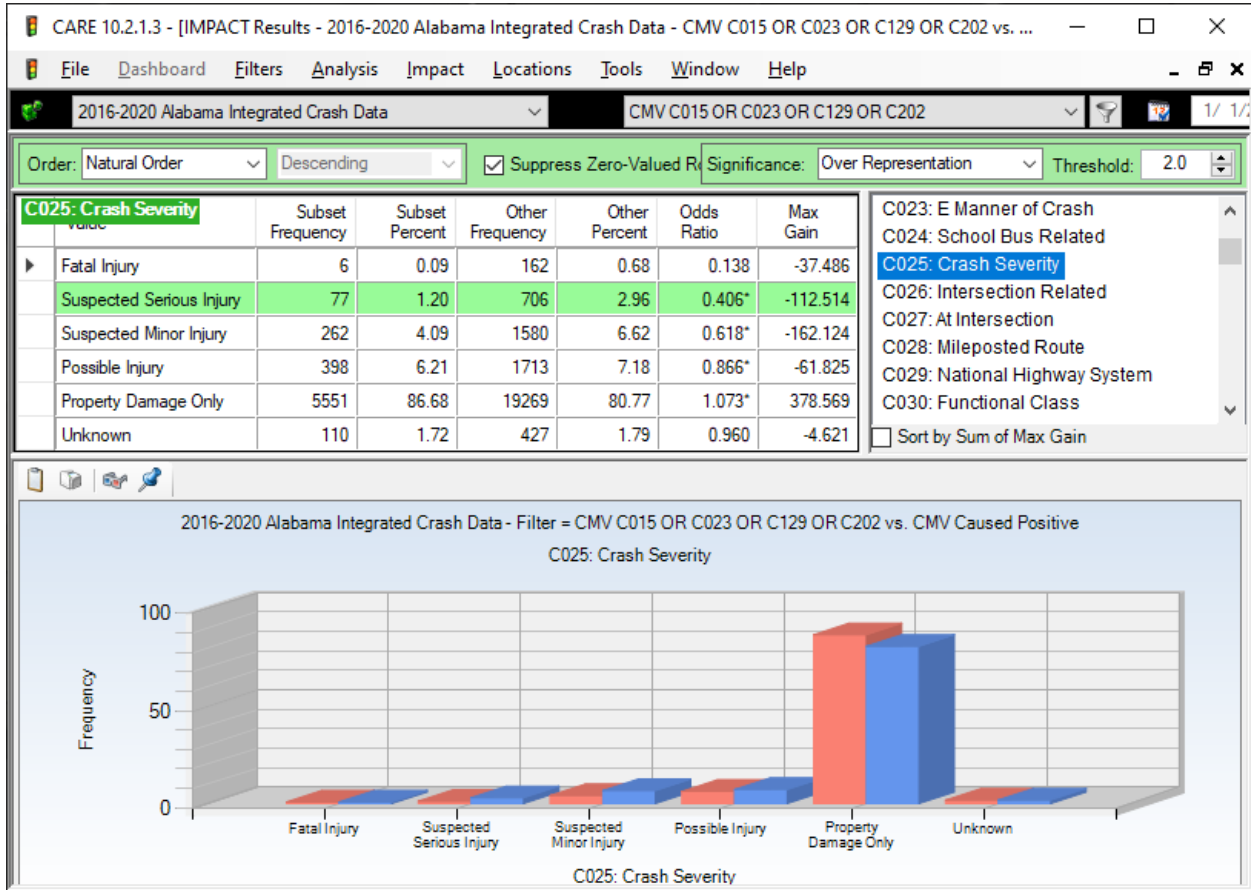 CARE 10.2.1.3 - [IMPACT Results - 2016-2020 Alabama Integrated Crash Data - CMV C015 OR C023 OR C129 OR C202 vs. ...
File Dashboard Filters Analysis Impact Locations Tools Window Help
2016-2020 Alabama Integrated Crash Data CMV C015 OR C023 OR C129 OR C202 1/ 1/2
Order: Natural Order Descending Suppress Zero-Valued R Significance: Over Representation Threshold: 2.0
C025: Crash Severity Subset Frequency Subset Percent Other Frequency Other Percent Odds Ratio Max Gain
Fatal Injury 6 0.09 162 0.68 0.138 -37.486
Suspected Serious Injury 77 1.20 706 2.96 0.406* -112.514
Suspected Minor Injury 262 4.09 1580 6.62 0.618* -162.124
Possible Injury 398 6.21 1713 7.18 0.866* -61.825
Property Damage Only 5551 86.68 19269 80.77 1.073* 378.569
Unknown 110 1.72 427 1.79 0.960 -4.621
C023: E Manner of Crash
C024: School Bus Related
C025: Crash Severity
C026: Intersection Related
C027: At Intersection
C028: Mileposted Route
C029: National Highway System
C030: Functional Class
Sort by Sum of Max Gain
2016-2020 Alabama Integrated Crash Data - Filter = CMV C015 OR C023 OR C129 OR C202 vs. CMV Caused Positive
C025: Crash Severity
100
50
0
Frequency
Fatal Injury
Suspected
Serious Injury
Suspected
Minor Injury
Possible Injury
Property
Damage Only
Unknown
C025: Crash Severity